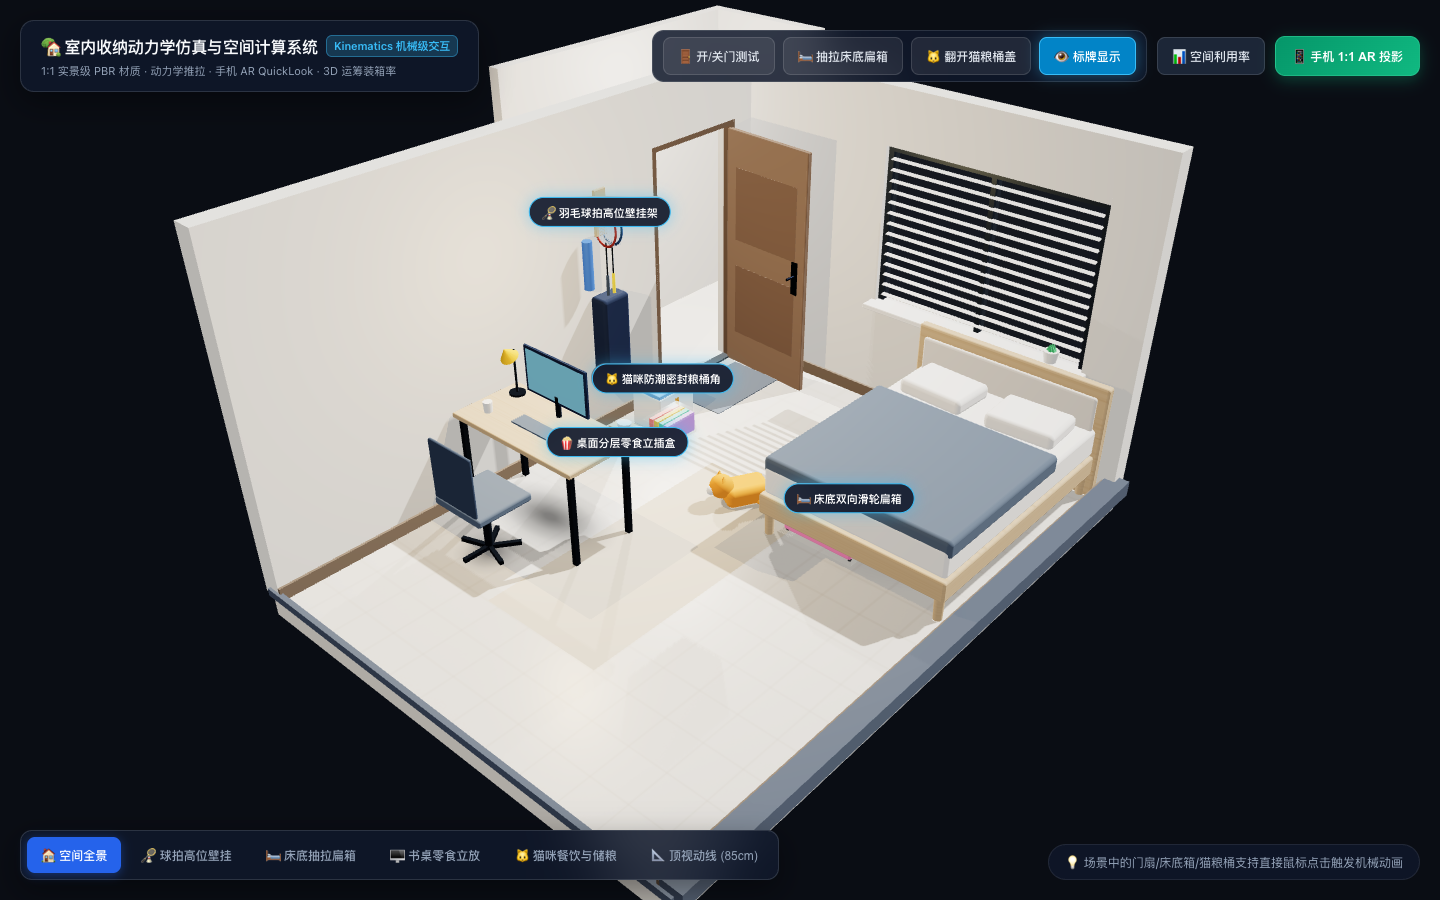 室内收纳动力学仿真与空间计算系统
Kinematics 机械级交互
1:1 实景级 PBR 材质 · 动力学推拉 · 手机 AR QuickLook · 3D 运筹装箱率
开/关门测试
抽拉床底扁箱
翻开猫粮桶盖
标牌显示
空间利用率
手机 1:1 AR 投影
羽毛球拍高位壁挂架
猫咪防潮密封粮桶角
桌面分层零食立插盒
床底双向滑轮扁箱
空间全景
球拍高位壁挂
床底抽拉扁箱
书桌零食立放
猫咪餐饮与储粮
顶视动线 (85cm)
场景中的门扇/床底箱/猫粮桶支持直接鼠标点击触发机械动画